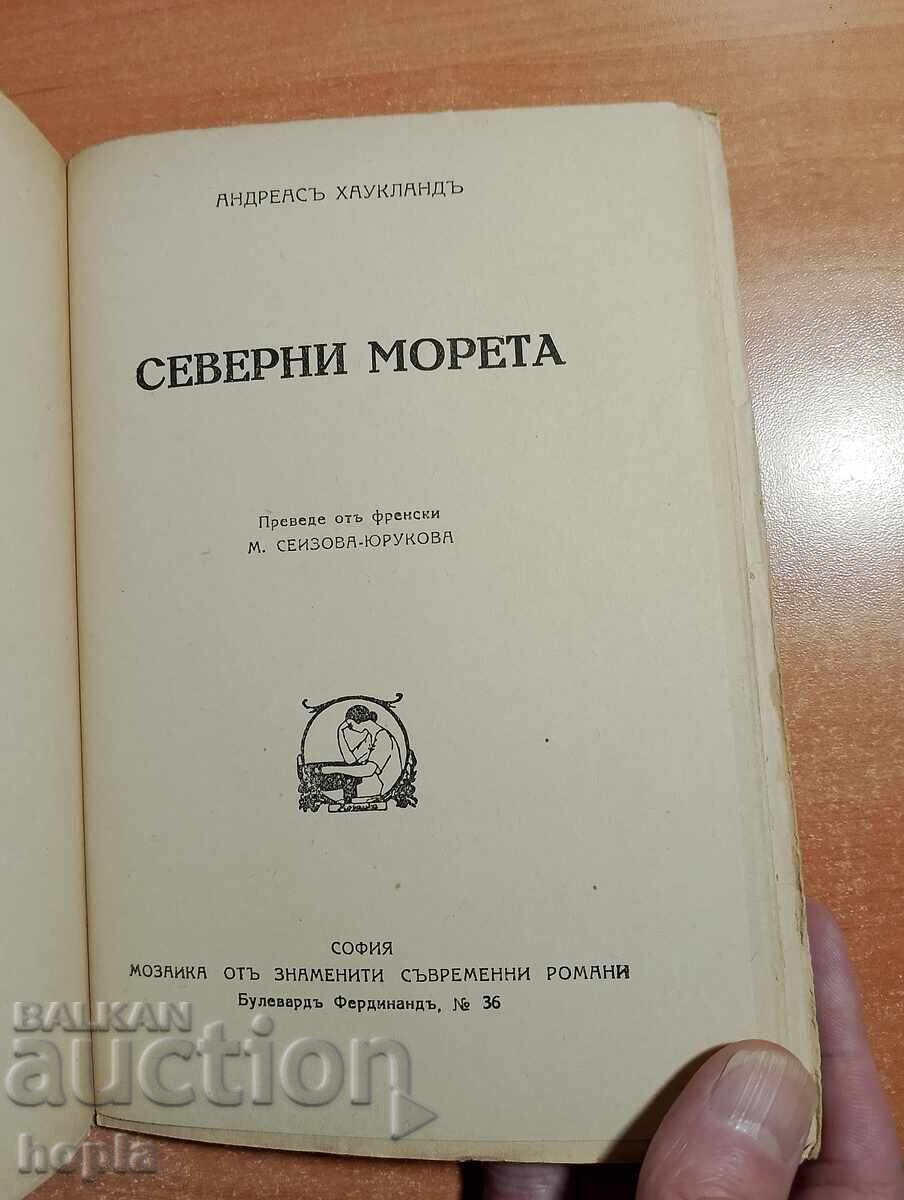 АНДРЕАСЪ ХАУКЛАНДЪ
СЕВЕРНИ МОРЕТА
Преведе отъ френски
М. СЕИЗОВА-ЮРУКОВА
СОФИЯ
МОЗАИКА ОТЪ ЗНАМЕНИТИ СЪВРЕМЕННИ РОМАНИ
Булевардъ Фердинандъ, № 36
BALKAN
auction
hopla